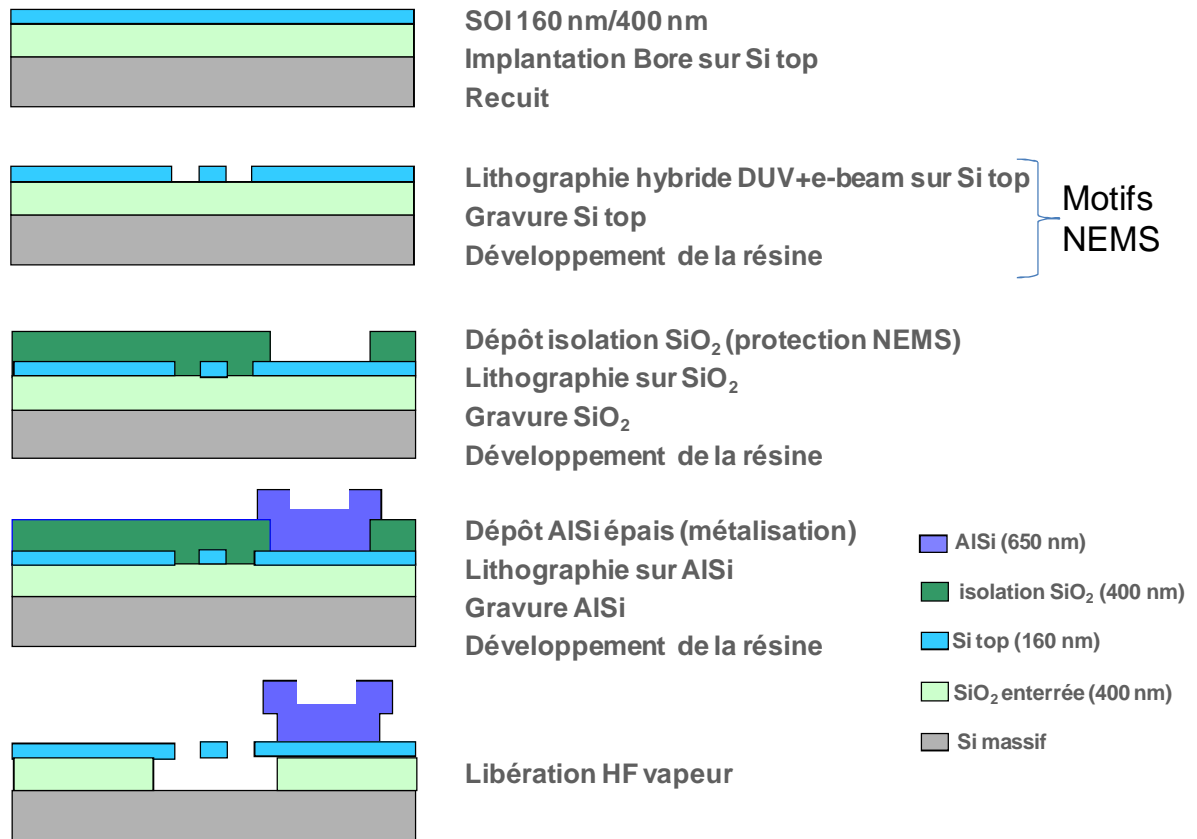 SOI 160 nm/400 nm
Implantation Bore sur Si top
Recuit
Lithographie hybride DUV+e-beam sur Si top
Gravure Si top
Développement de la résine
Motifs
NEMS
Dépôt isolation SiO₂ (protection NEMS)
Lithographie sur SiO₂
Gravure SiO₂
Développement de la résine
Dépôt AlSi épais (métalisation)
Lithographie sur AlSi
Gravure AlSi
Développement de la résine
AlSi (650 nm)
isolation SiO₂ (400 nm)
Si top (160 nm)
SiO₂ enterrée (400 nm)
Si massif
Libération HF vapeur